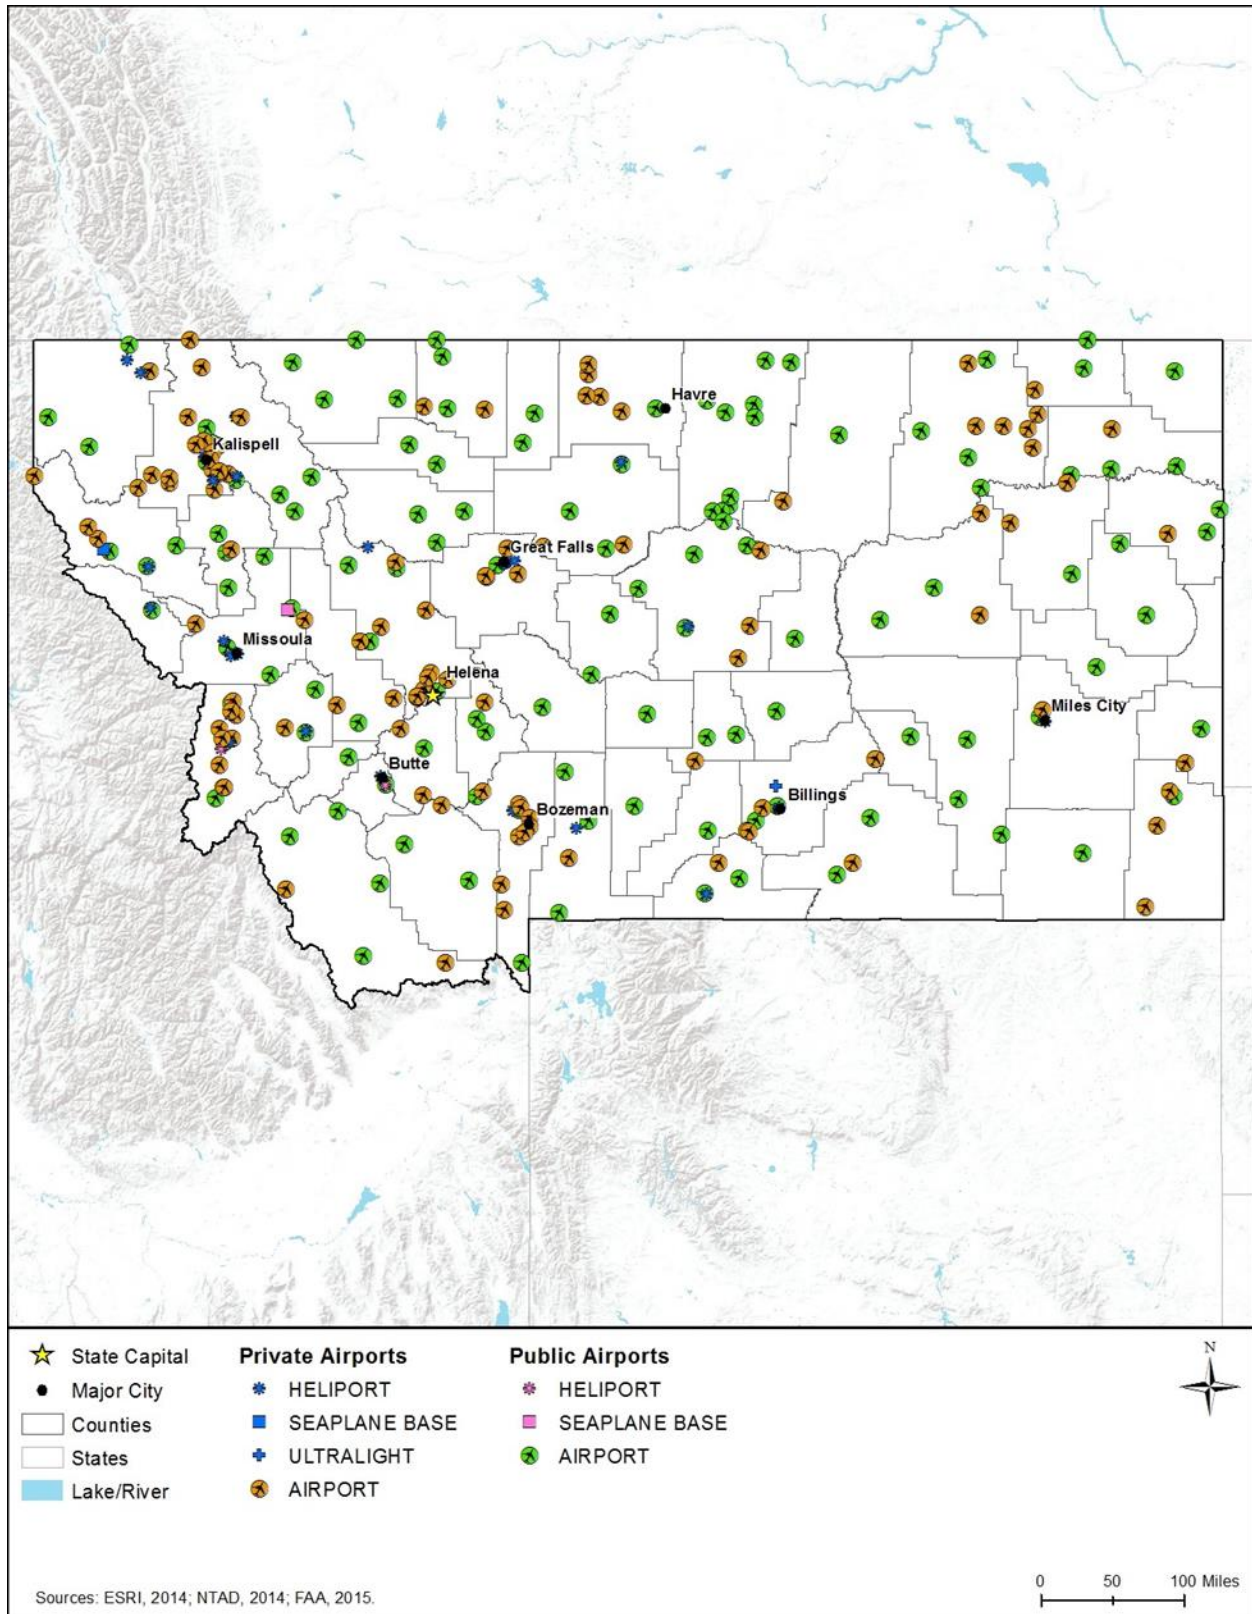 Havre
Kalispell
Great Falls
Missoula
Helena
Miles City
Butte
Billings
Bozeman
State Capital
Major City
Counties
States
Lake/River
Private Airports
HELIPORT
SEAPLANE BASE
ULTRALIGHT
AIRPORT
Public Airports
HELIPORT
SEAPLANE BASE
AIRPORT
N
Sources: ESRI, 2014; NTAD, 2014; FAA, 2015.
0 50 100 Miles